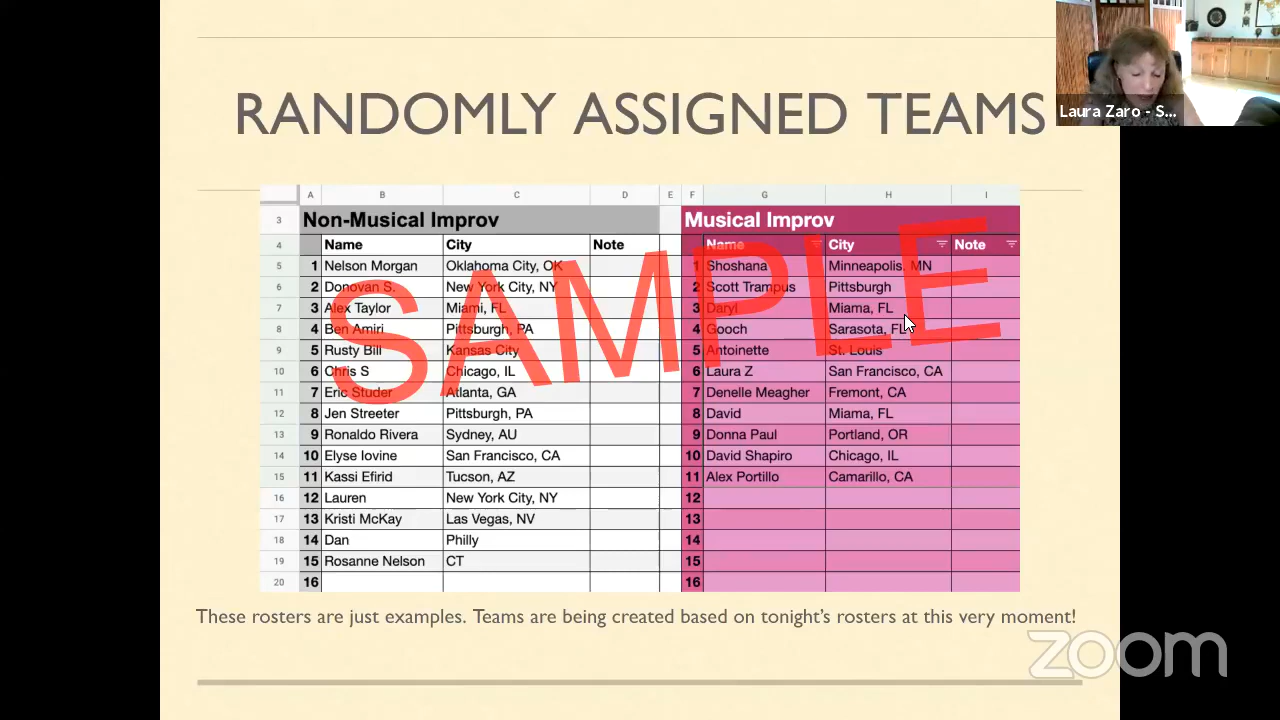 RANDOMLY ASSIGNED TEAMS
Laura Zaro - S...
A B C D E F G H I
3 Non-Musical Improv Musical Improv
4 Name City Note Name City Note
5 1 Nelson Morgan Oklahoma City, OK 1 Shoshana Minneapolis, MN
6 2 Donovan S. New York City, NY 2 Scott Trampus Pittsburgh
7 3 Alex Taylor Miami, FL 3 Daryl Miama, FL
8 4 Ben Amiri Pittsburgh, PA 4 Gooch Sarasota, FL
9 5 Rusty Bill Kansas City 5 Antoinette St. Louis
10 6 Chris S Chicago, IL 6 Laura Z San Francisco, CA
11 7 Eric Studer Atlanta, GA 7 Denelle Meagher Fremont, CA
12 8 Jen Streeter Pittsburgh, PA 8 David Miama, FL
13 9 Ronaldo Rivera Sydney, AU 9 Donna Paul Portland, OR
14 10 Elyse Iovine San Francisco, CA 10 David Shapiro Chicago, IL
15 11 Kassi Efirid Tucson, AZ 11 Alex Portillo Camarillo, CA
16 12 Lauren New York City, NY 12
17 13 Kristi McKay Las Vegas, NV 13
18 14 Dan Philly 14
19 15 Rosanne Nelson CT 15
20 16 16
SAMPLE
These rosters are just examples. Teams are being created based on tonight's rosters at this very moment!
zoom